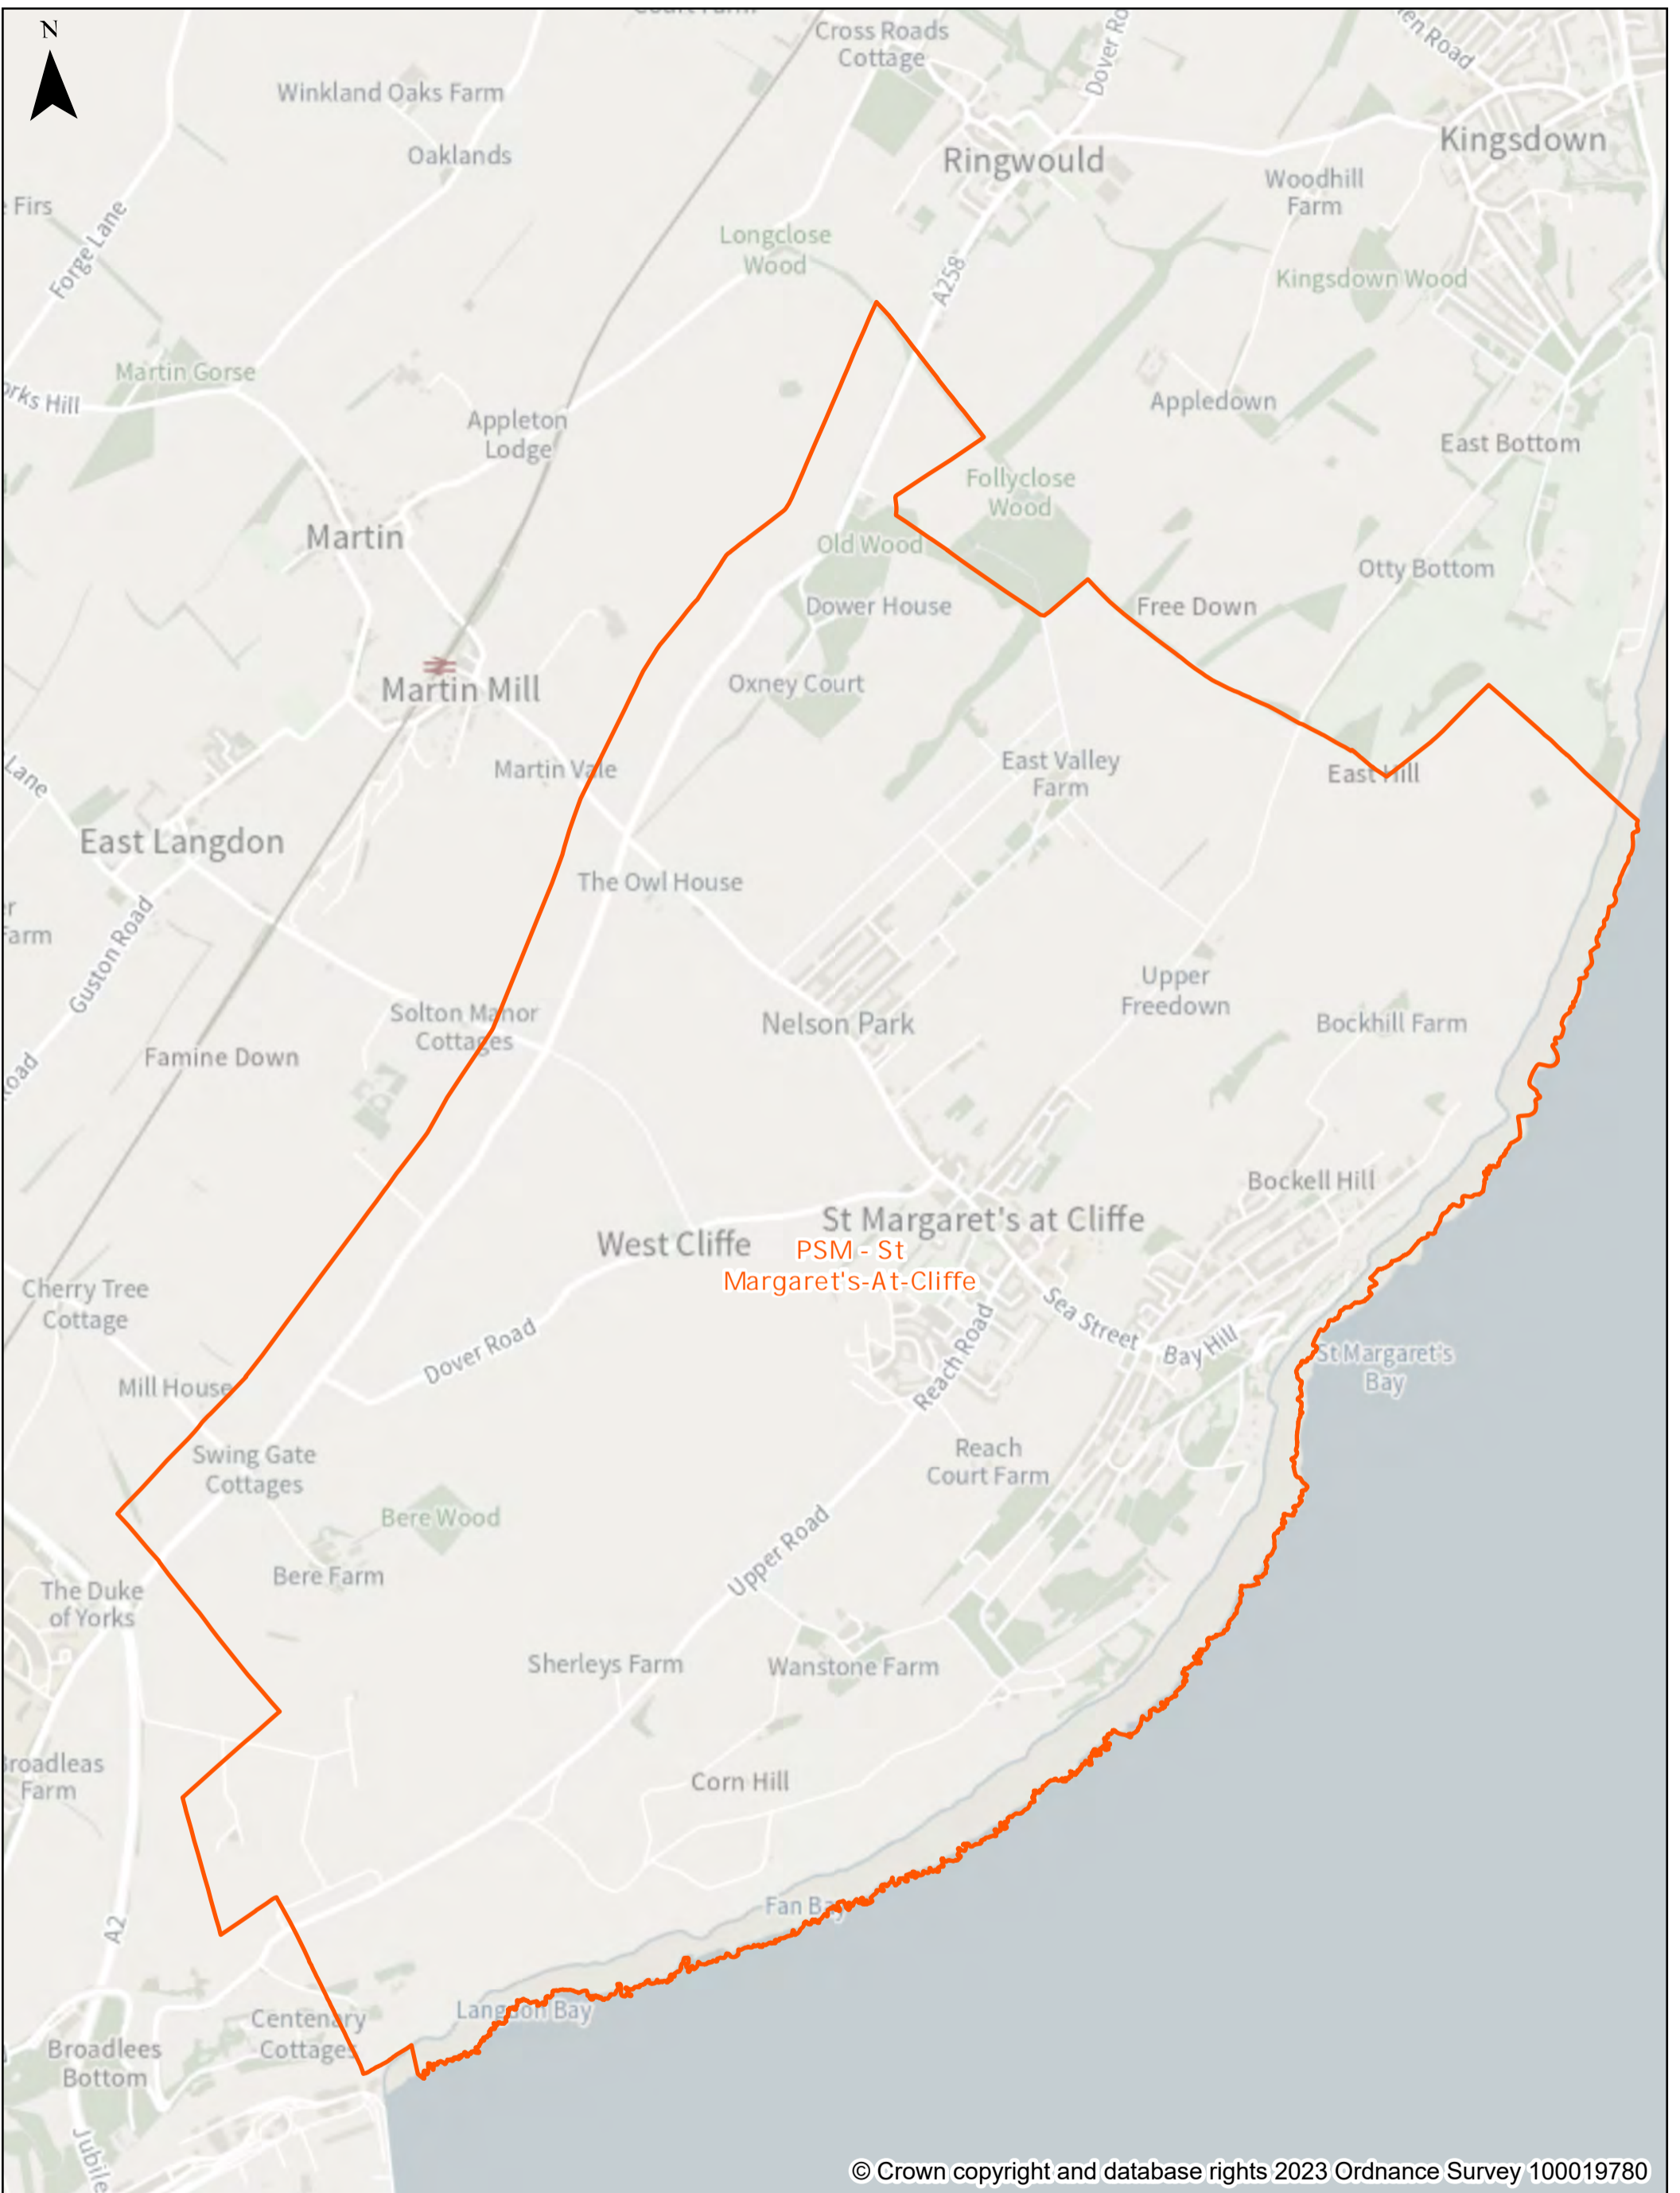 N
Cross Roads
Cottage
Dover Ro
en Road
Winkland Oaks Farm
Oaklands
Ringwould
Kingsdown
Woodhill
Farm
Firs
Forge Lane
Longclose
Wood
A258
Kingsdown Wood
Martin Gorse
orks Hill
Appleton
Lodge
Appledown
East Bottom
Follyclose
Wood
Martin
Old Wood
Otty Bottom
Dower House
Free Down
Martin Mill
Oxney Court
Martin Vale
East Valley
Farm
East Hill
Lane
East Langdon
The Owl House
Guston Road
er
Farm
Upper
Freedown
Solton Manor
Cottages
Nelson Park
Bockhill Farm
Famine Down
Road
Bockell Hill
St Margaret's at Cliffe
West Cliffe
PSM - St
Margaret's-At-Cliffe
Cherry Tree
Cottage
Sea Street
Dover Road
Reach Road
Bay Hill
St Margaret's
Bay
Mill House
Swing Gate
Cottages
Reach
Court Farm
Bere Wood
Upper Road
Bere Farm
The Duke
of Yorks
Sherleys Farm
Wanstone Farm
Broadleas
Farm
Corn Hill
A2
Fan Bay
Langdon Bay
Centenary
Cottages
Broadlees
Bottom
Jubile
© Crown copyright and database rights 2023 Ordnance Survey 100019780